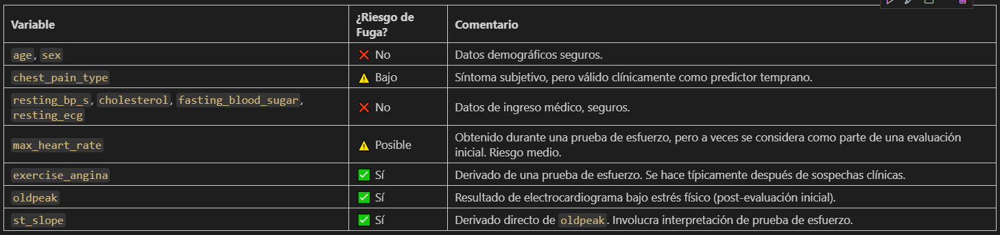 Variable ¿Riesgo de Fuga? Comentario
age, sex ❌ No Datos demográficos seguros.
chest_pain_type ⚠️ Bajo Síntoma subjetivo, pero válido clínicamente como predictor temprano.
resting_bp_s, cholesterol, fasting_blood_sugar,
resting_ecg ❌ No Datos de ingreso médico, seguros.
max_heart_rate ⚠️ Posible Obtenido durante una prueba de esfuerzo, pero a veces se considera como parte de una evaluación
inicial. Riesgo medio.
exercise_angina ✅ Sí Derivado de una prueba de esfuerzo. Se hace típicamente después de sospechas clínicas.
oldpeak ✅ Sí Resultado de electrocardiograma bajo estrés físico (post-evaluación inicial).
st_slope ✅ Sí Derivado directo de oldpeak. Involucra interpretación de prueba de esfuerzo.